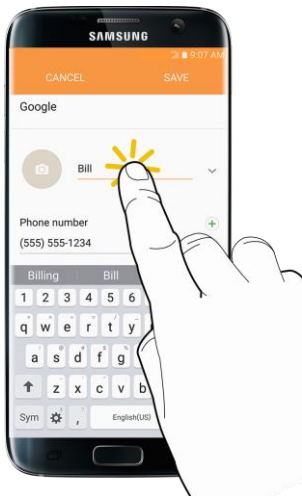 SAMSUNG
9:07 AM
CANCEL SAVE
Google
Bill
Phone number
(555) 555-1234
Billing Bill
1 2 3 4 5 6
q w e r t y
a s d f g
z x c v b
Sym , English(US)